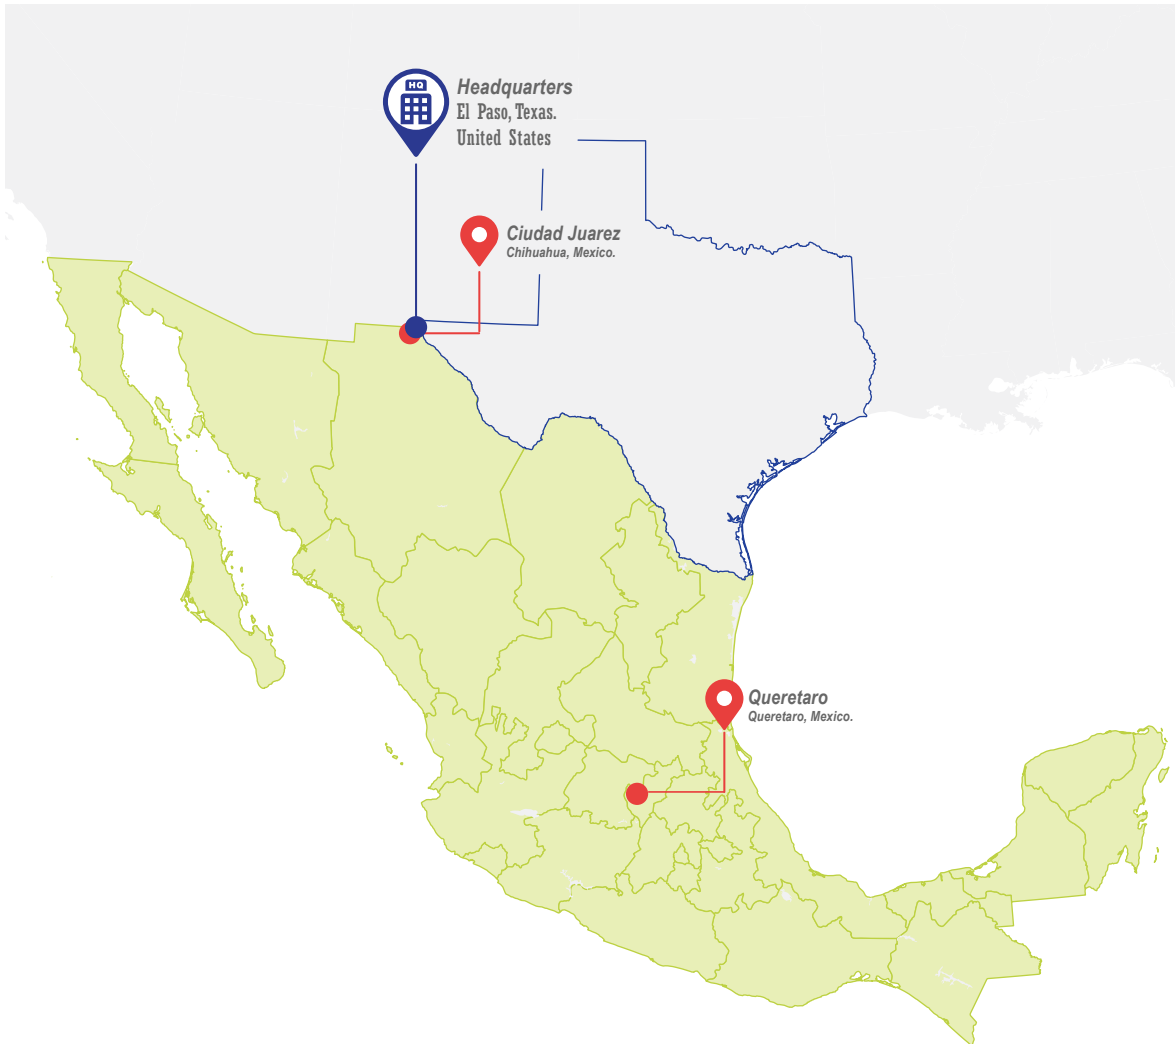 HQ
Headquarters
El Paso, Texas.
United States
Ciudad Juarez
Chihuahua, Mexico.
Queretaro
Queretaro, Mexico.